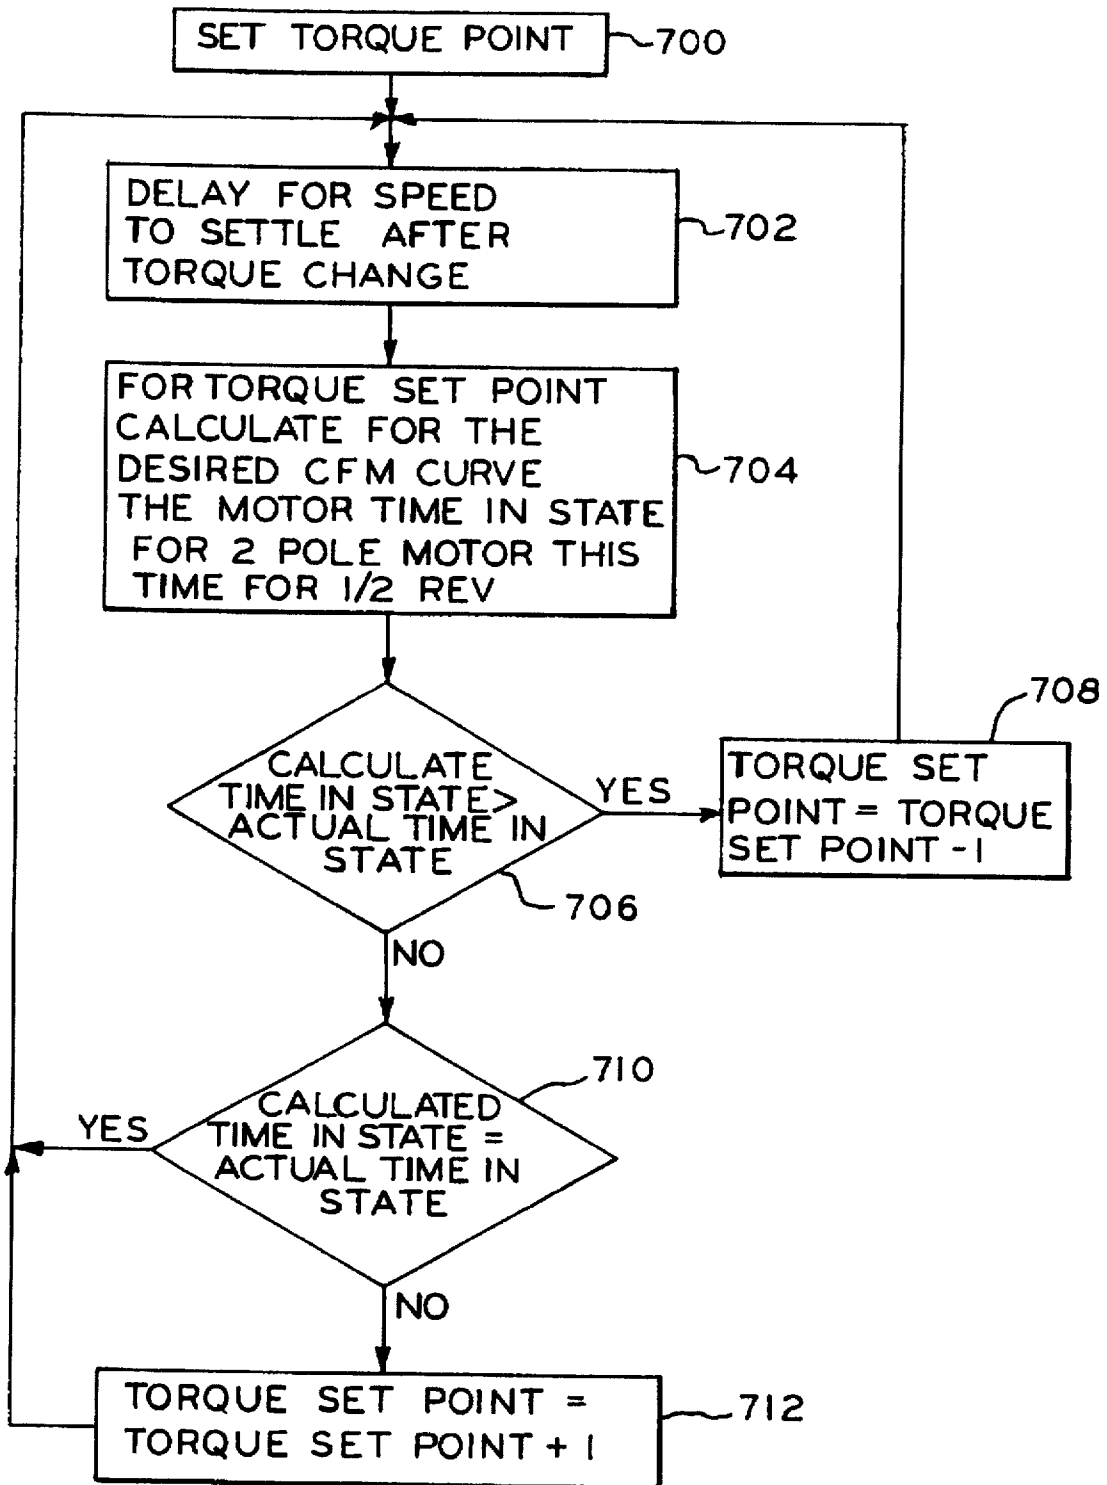 SET TORQUE POINT
700
DELAY FOR SPEED
TO SETTLE AFTER
TORQUE CHANGE
702
FOR TORQUE SET POINT
CALCULATE FOR THE
DESIRED CFM CURVE
THE MOTOR TIME IN STATE
FOR 2 POLE MOTOR THIS
TIME FOR 1/2 REV
704
CALCULATE
TIME IN STATE>
ACTUAL TIME IN
STATE
706
YES
708
TORQUE SET
POINT = TORQUE
SET POINT -1
NO
710
CALCULATED
TIME IN STATE =
ACTUAL TIME IN
STATE
YES
NO
TORQUE SET POINT =
TORQUE SET POINT + 1
712